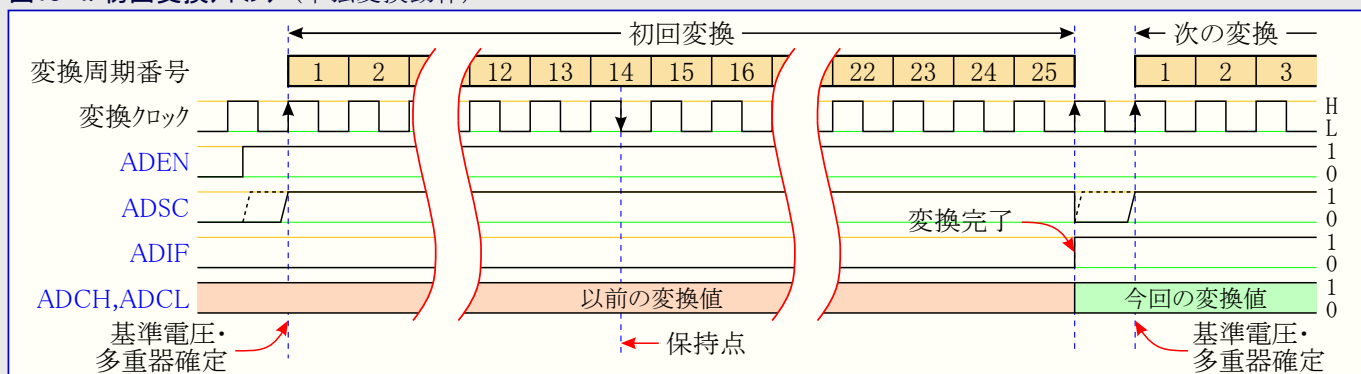 初回変換 次の変換
変換周期番号 1 2 12 13 14 15 16 22 23 24 25 1 2 3
変換クロック H L
ADEN 1 0
ADSC 1 0
変換完了
ADIF 1 0
ADCH,ADCL 以前の変換値 今回の変換値 1 0
基準電圧・
多重器確定
保持点
基準電圧・
多重器確定